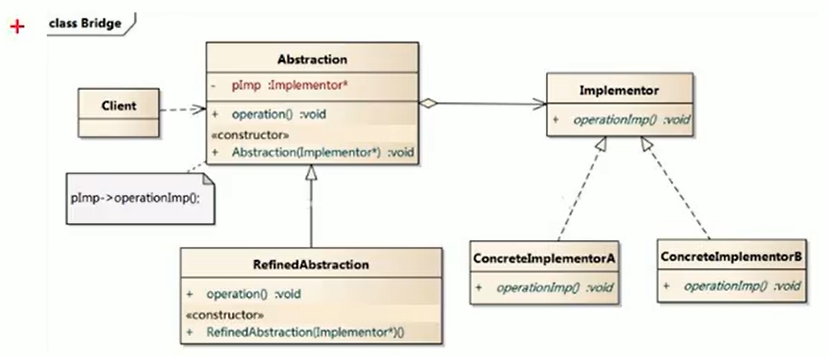 class Bridge
Abstraction
- pImp :Implementor*
+ operation() :void
«constructor»
+ Abstraction(Implementor*) :void
Client
Implementor
+ operationImp() :void
pImp->operationImp();
RefinedAbstraction
+ operation() :void
«constructor»
+ RefinedAbstraction(Implementor*)()
ConcreteImplementorA
+ operationImp() :void
ConcreteImplementorB
+ operationImp() :void